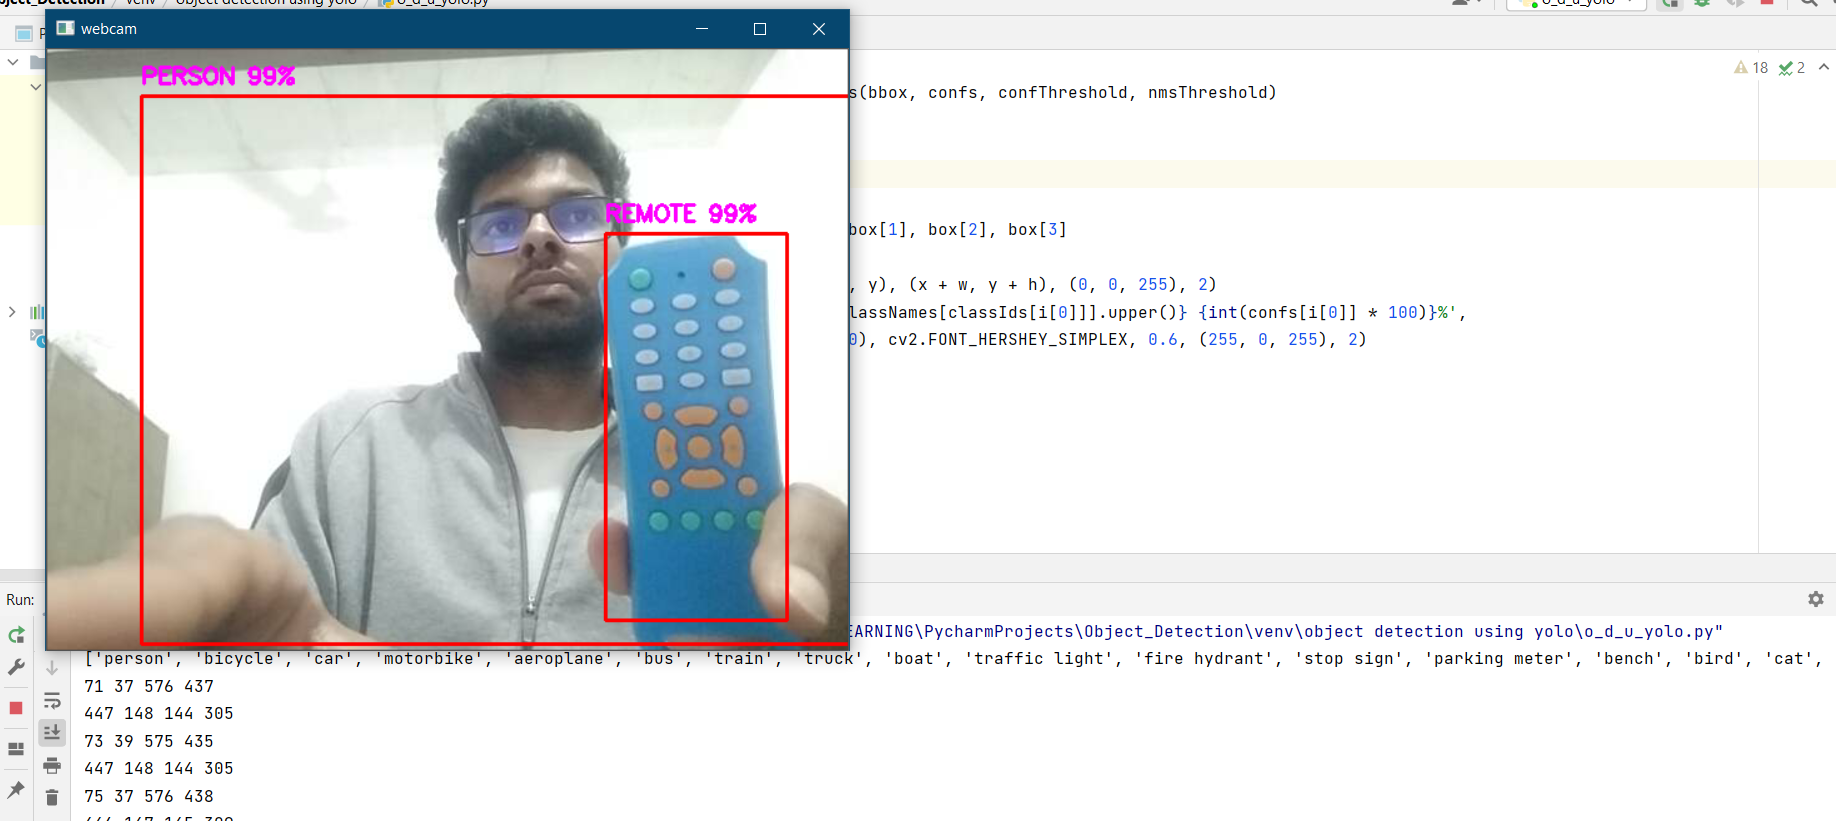 Object_Detection / venv / object detection using yolo / o_d_u_yolo.py
o_d_u_yolo
webcam
18 2
PERSON 99%
s(bbox, confs, confThreshold, nmsThreshold)
REMOTE 99%
box[1], box[2], box[3]
, y), (x + w, y + h), (0, 0, 255), 2)
lassNames[classIds[i[0]]].upper()} {int(confs[i[0]] * 100)}%',
0), cv2.FONT_HERSHEY_SIMPLEX, 0.6, (255, 0, 255), 2)
Run:
EARNING\PycharmProjects\Object_Detection\venv\object detection using yolo\o_d_u_yolo.py"
['person', 'bicycle', 'car', 'motorbike', 'aeroplane', 'bus', 'train', 'truck', 'boat', 'traffic light', 'fire hydrant', 'stop sign', 'parking meter', 'bench', 'bird', 'cat',
71 37 576 437
447 148 144 305
73 39 575 435
447 148 144 305
75 37 576 438